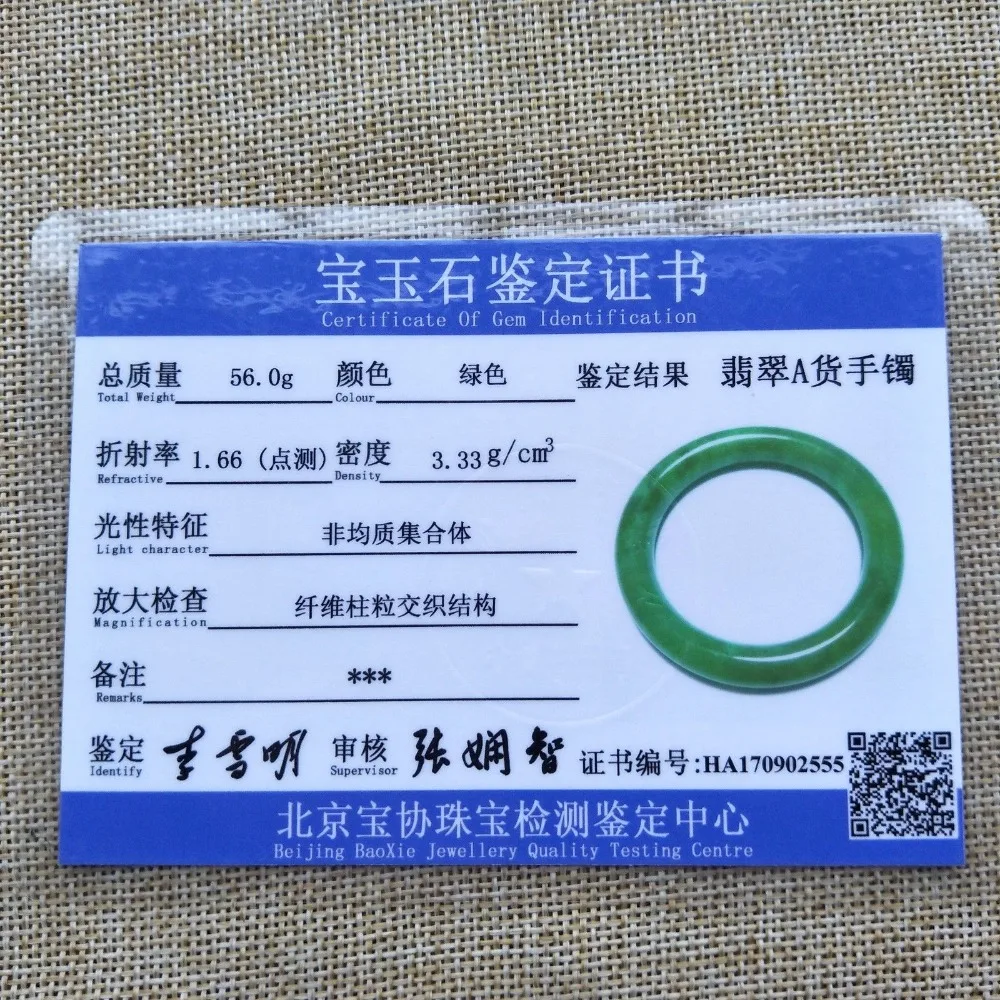 宝玉石鉴定证书
Certificate Of Gem Identification
总质量 56.0g 颜色 绿色 鉴定结果 翡翠A货手镯
Total Weight Colour
折射率 1.66 (点测) 密度 3.33g/cm³
Refractive Density
光性特征 非均质集合体
Light character
放大检查 纤维柱粒交织结构
Magnification
备注 ***
Remarks
鉴定 李雪明 审核 张娴智 证书编号:HA170902555
Identify Supervisor
北京宝协珠宝检测鉴定中心
Beijing BaoXie Jewellery Quality Testing Centre